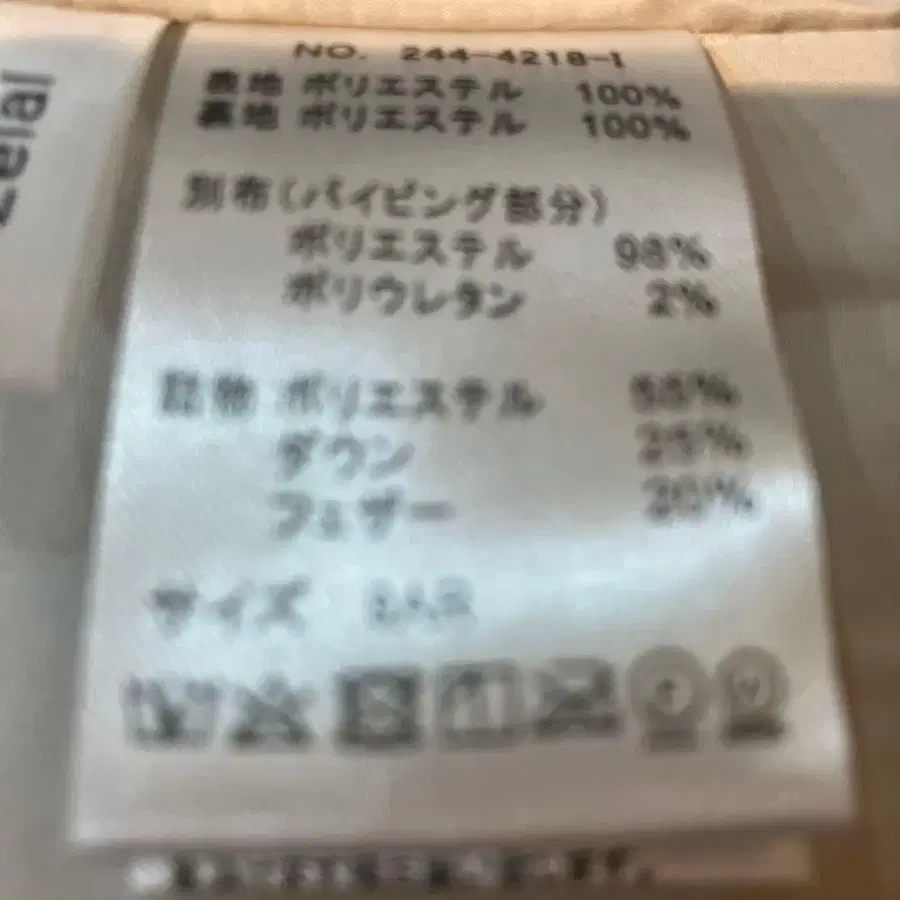 NO. 244-4218-I
表地 ポリエステル 100%
裏地 ポリエステル 100%
別布(パイピング部分)
ポリエステル 98%
ポリウレタン 2%
詰物 ポリエステル 55%
ダウン 25%
フェザー 20%
サイズ